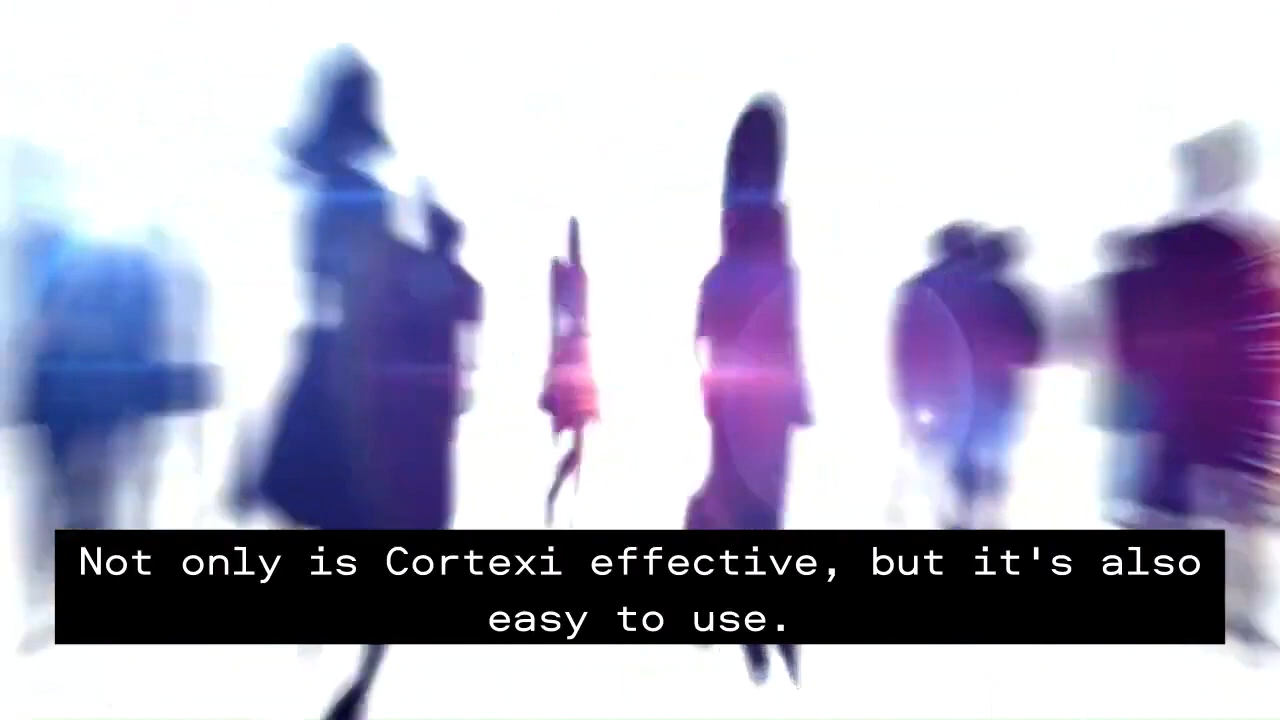 Not only is Cortexi effective, but it's also
easy to use.